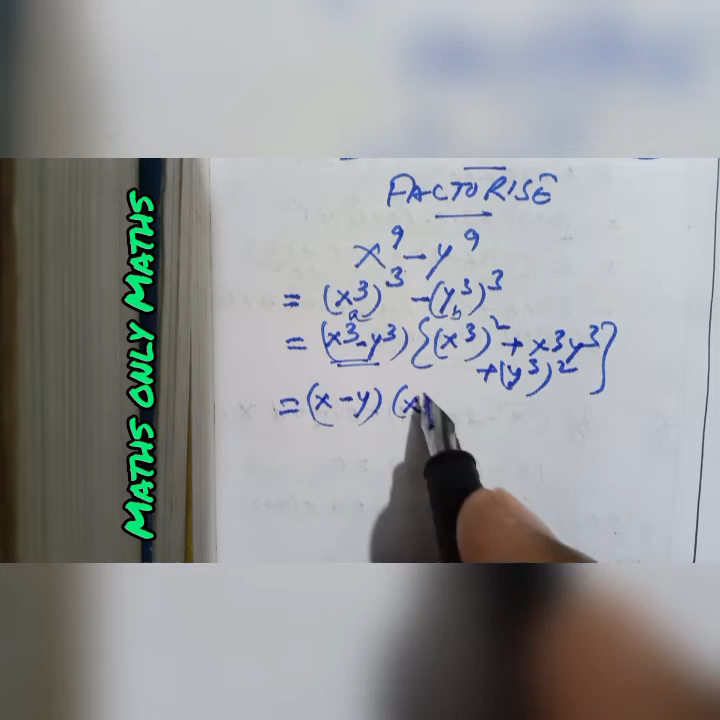 MATHS ONLY MATHS
FACTORISE
x⁹ - y⁹
= (x³)³ - (y³)³
a b
= (x³-y³) {(x³)² + x³y³
+(y³)²}
= (x-y) (x